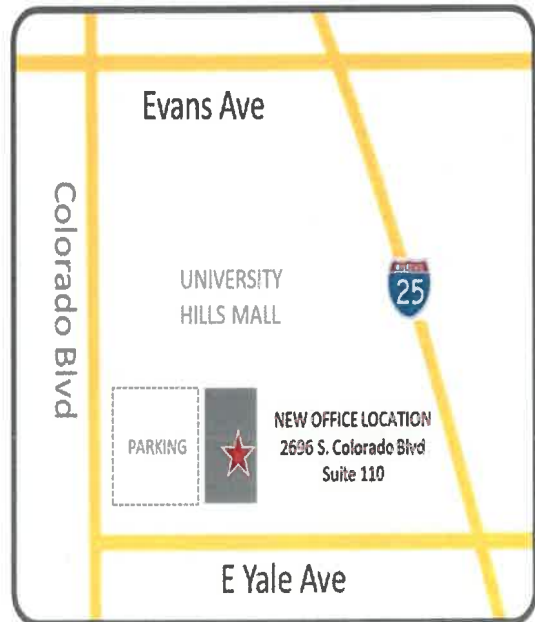 Evans Ave
Colorado Blvd
UNIVERSITY
HILLS MALL
25
PARKING
NEW OFFICE LOCATION
2696 S. Colorado Blvd
Suite 110
E Yale Ave